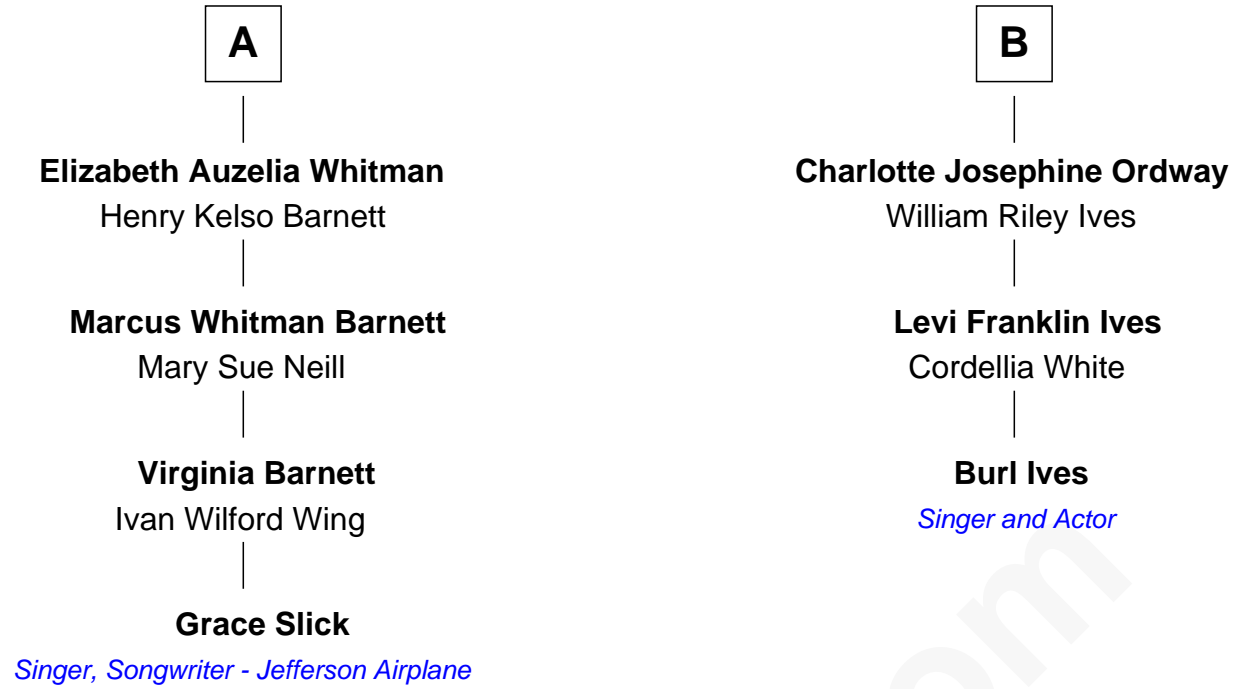 A
Elizabeth Auzelia Whitman
Henry Kelso Barnett
Marcus Whitman Barnett
Mary Sue Neill
Virginia Barnett
Ivan Wilford Wing
Grace Slick
Singer, Songwriter - Jefferson Airplane
B
Charlotte Josephine Ordway
William Riley Ives
Levi Franklin Ives
Cordellia White
Burl Ives
Singer and Actor
om